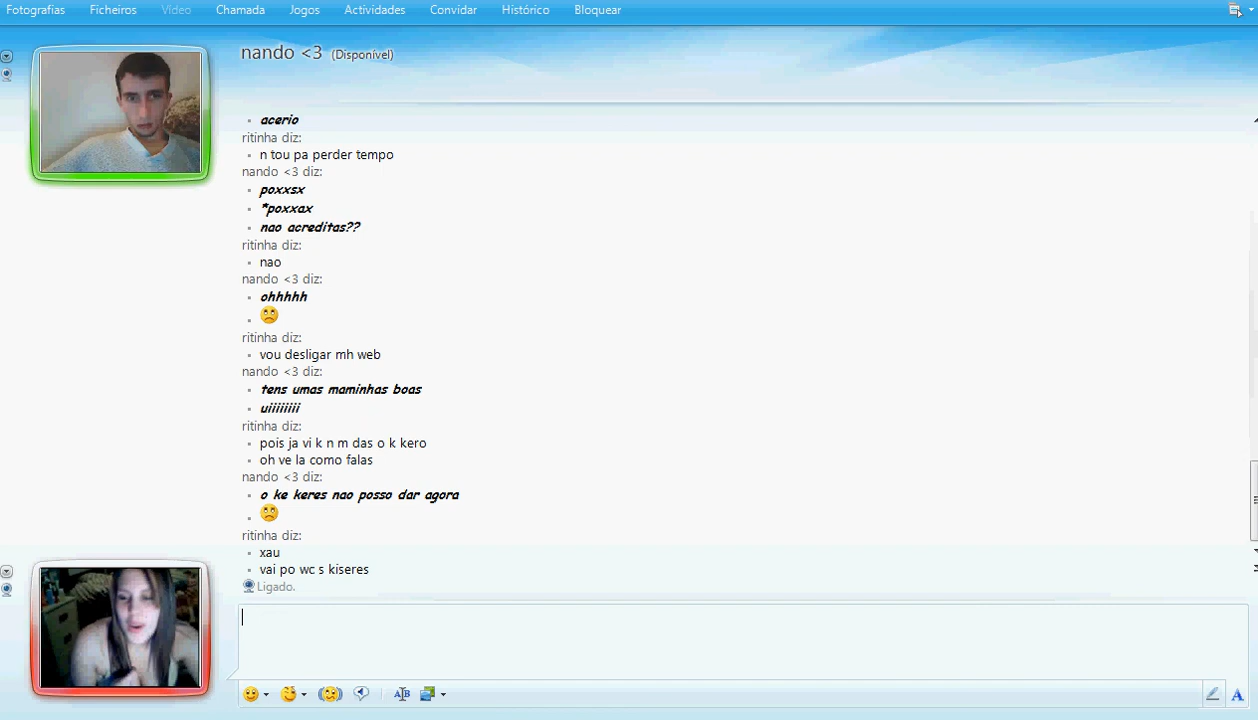 Fotografias Ficheiros Vídeo Chamada Jogos Actividades Convidar Histórico Bloquear
nando <3 (Disponível)
acerio
ritinha diz:
n tou pa perder tempo
nando <3 diz:
poxxsx
*poxxax
nao acreditas??
ritinha diz:
nao
nando <3 diz:
ohhhhh
ritinha diz:
vou desligar mh web
nando <3 diz:
tens umas maminhas boas
uiiiiiiii
ritinha diz:
pois ja vi k n m das o k kero
oh ve la como falas
nando <3 diz:
o ke keres nao posso dar agora
ritinha diz:
xau
vai po wc s kiseres
Ligado.